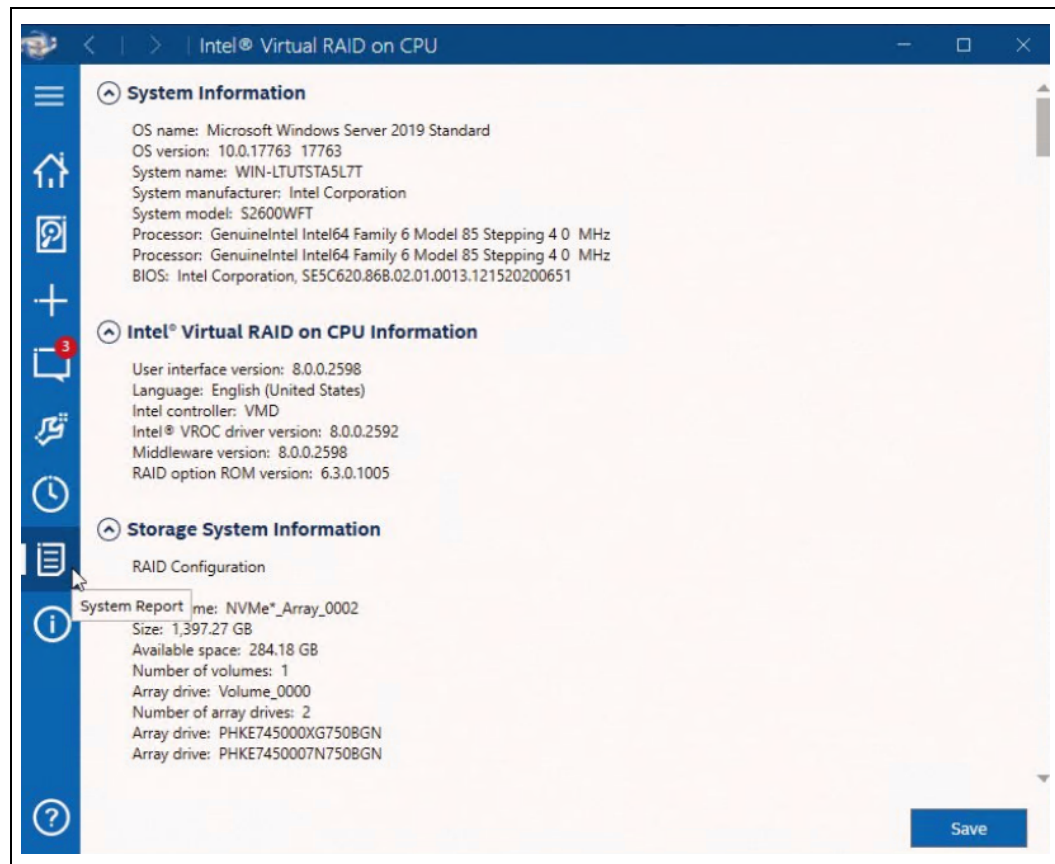 Intel® Virtual RAID on CPU
System Information
OS name: Microsoft Windows Server 2019 Standard
OS version: 10.0.17763 17763
System name: WIN-LTUTSTA5L7T
System manufacturer: Intel Corporation
System model: S2600WFT
Processor: GenuineIntel Intel64 Family 6 Model 85 Stepping 4 0 MHz
Processor: GenuineIntel Intel64 Family 6 Model 85 Stepping 4 0 MHz
BIOS: Intel Corporation, SE5C620.86B.02.01.0013.121520200651
Intel® Virtual RAID on CPU Information
3
User interface version: 8.0.0.2598
Language: English (United States)
Intel controller: VMD
Intel® VROC driver version: 8.0.0.2592
Middleware version: 8.0.0.2598
RAID option ROM version: 6.3.0.1005
Storage System Information
RAID Configuration
System Report me: NVMe*_Array_0002
Size: 1,397.27 GB
Available space: 284.18 GB
Number of volumes: 1
Array drive: Volume_0000
Number of array drives: 2
Array drive: PHKE745000XG750BGN
Array drive: PHKE7450007N750BGN
Save